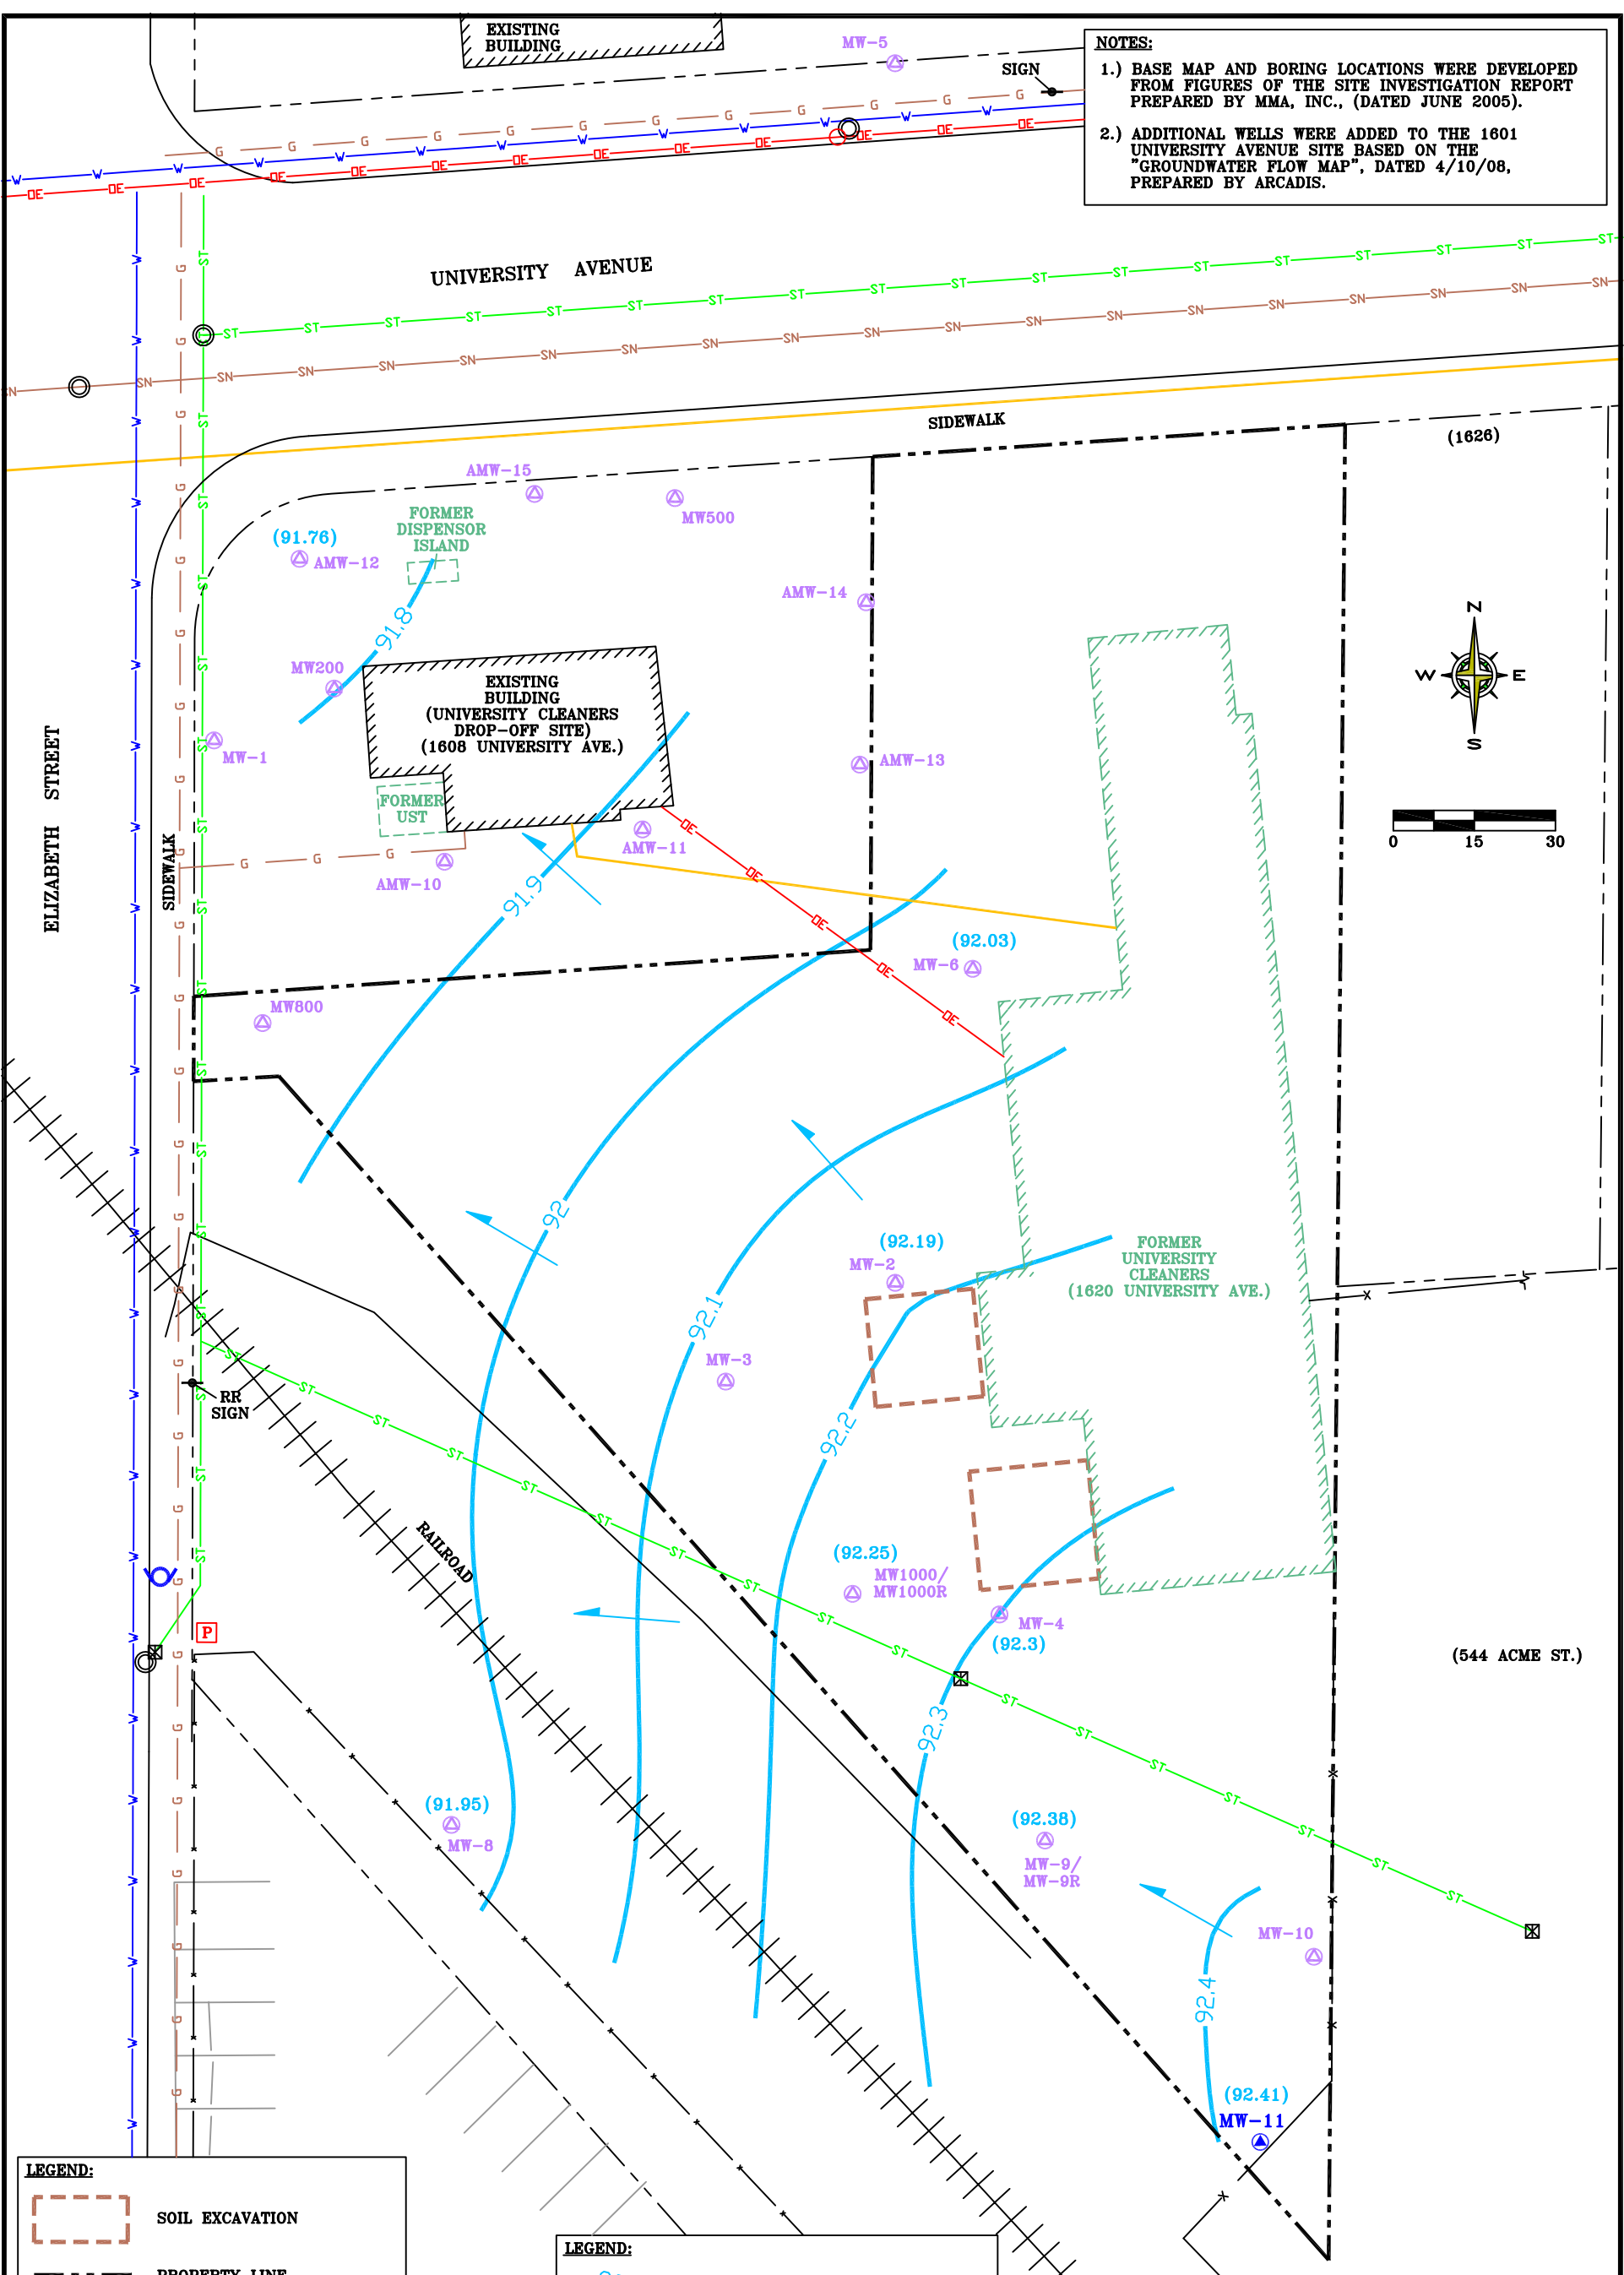 EXISTING
BUILDING
MW-5
SIGN
NOTES:
1.) BASE MAP AND BORING LOCATIONS WERE DEVELOPED
FROM FIGURES OF THE SITE INVESTIGATION REPORT
PREPARED BY MMA, INC., (DATED JUNE 2005).
2.) ADDITIONAL WELLS WERE ADDED TO THE 1601
UNIVERSITY AVENUE SITE BASED ON THE
"GROUNDWATER FLOW MAP", DATED 4/10/08,
PREPARED BY ARCADIS.
UNIVERSITY AVENUE
SIDEWALK
(1626)
AMW-15
MW500
FORMER
DISPENSOR
ISLAND
(91.76)
AMW-12
91.8
AMW-14
MW200
EXISTING
BUILDING
(UNIVERSITY CLEANERS
DROP-OFF SITE)
(1608 UNIVERSITY AVE.)
N
W
E
S
MW-1
AMW-13
FORMER
UST
ELIZABETH STREET
SIDEWALK
AMW-11
AMW-10
0 15 30
91.9
(92.03)
MW-6
MW800
92
(92.19)
MW-2
FORMER
UNIVERSITY
CLEANERS
(1620 UNIVERSITY AVE.)
92.1
MW-3
RR
SIGN
92.2
RAILROAD
(92.25)
MW1000/
MW1000R
MW-4
(92.3)
P
(544 ACME ST.)
92.3
(91.95)
MW-8
(92.38)
MW-9/
MW-9R
MW-10
92.4
(92.41)
MW-11
LEGEND:
SOIL EXCAVATION
PROPERTY LINE
LEGEND: